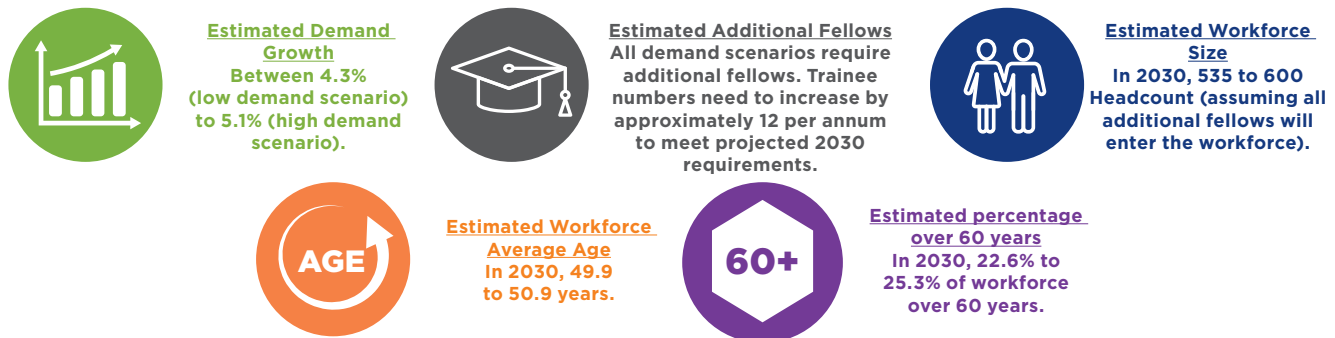 Estimated Demand
Growth
Between 4.3%
(low demand scenario)
to 5.1% (high demand
scenario).
Estimated Additional Fellows
All demand scenarios require
additional fellows. Trainee
numbers need to increase by
approximately 12 per annum
to meet projected 2030
requirements.
Estimated Workforce
Size
In 2030, 535 to 600
Headcount (assuming all
additional fellows will
enter the workforce).
AGE
Estimated Workforce
Average Age
In 2030, 49.9
to 50.9 years.
60+
Estimated percentage
over 60 years
In 2030, 22.6% to
25.3% of workforce
over 60 years.